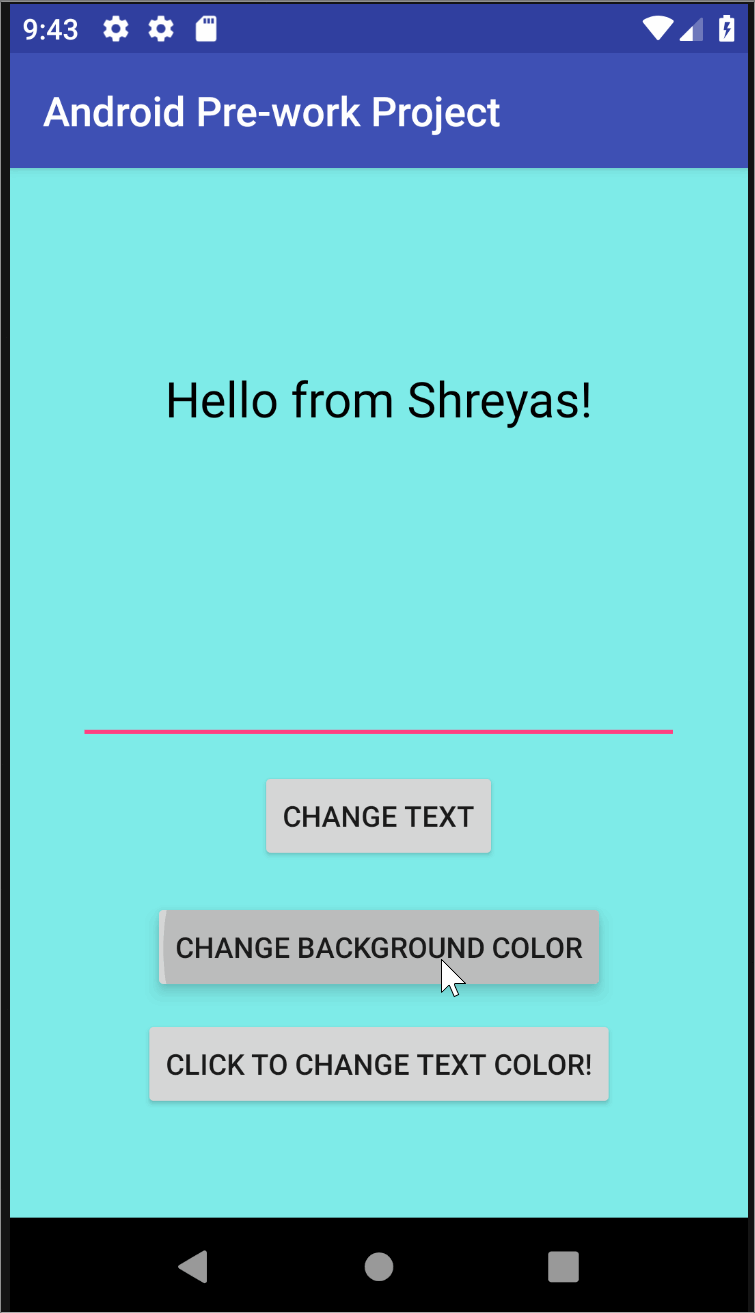 9:43
Android Pre-work Project
Hello from Shreyas!
CHANGE TEXT
CHANGE BACKGROUND COLOR
CLICK TO CHANGE TEXT COLOR!